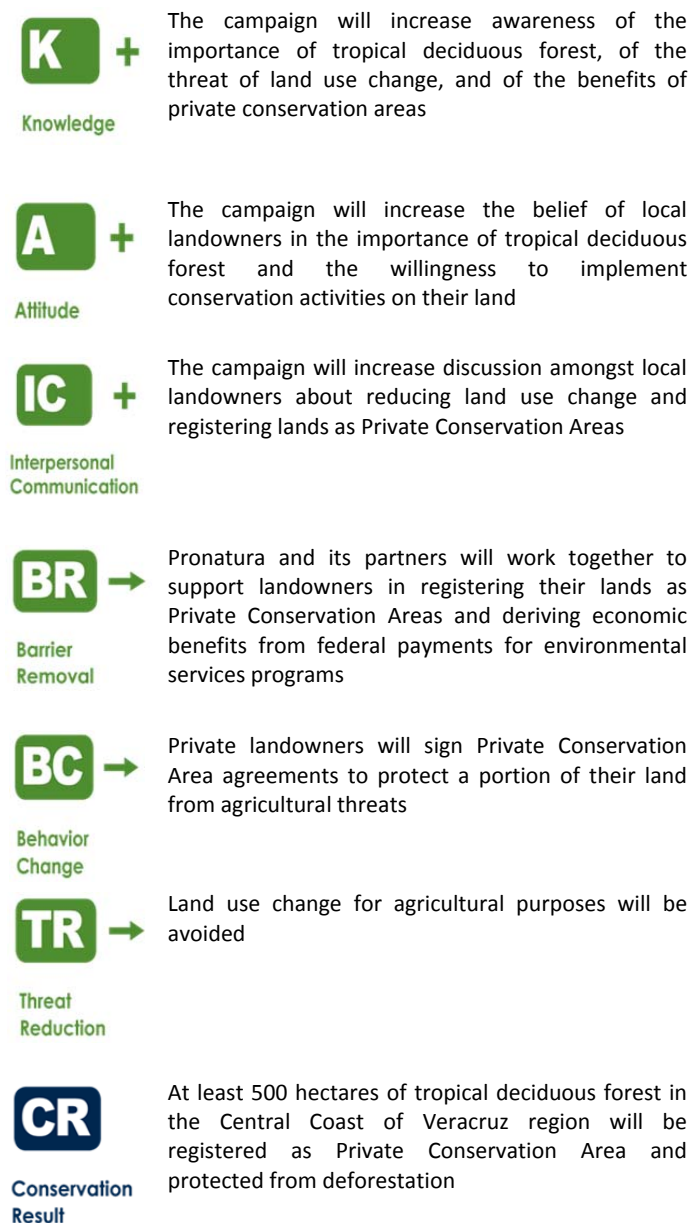 K +
Knowledge
The campaign will increase awareness of the
importance of tropical deciduous forest, of the
threat of land use change, and of the benefits of
private conservation areas
A +
Attitude
The campaign will increase the belief of local
landowners in the importance of tropical deciduous
forest and the willingness to implement
conservation activities on their land
IC +
Interpersonal
Communication
The campaign will increase discussion amongst local
landowners about reducing land use change and
registering lands as Private Conservation Areas
BR →
Barrier
Removal
Pronatura and its partners will work together to
support landowners in registering their lands as
Private Conservation Areas and deriving economic
benefits from federal payments for environmental
services programs
BC →
Behavior
Change
Private landowners will sign Private Conservation
Area agreements to protect a portion of their land
from agricultural threats
TR →
Threat
Reduction
Land use change for agricultural purposes will be
avoided
CR
Conservation
Result
At least 500 hectares of tropical deciduous forest in
the Central Coast of Veracruz region will be
registered as Private Conservation Area and
protected from deforestation